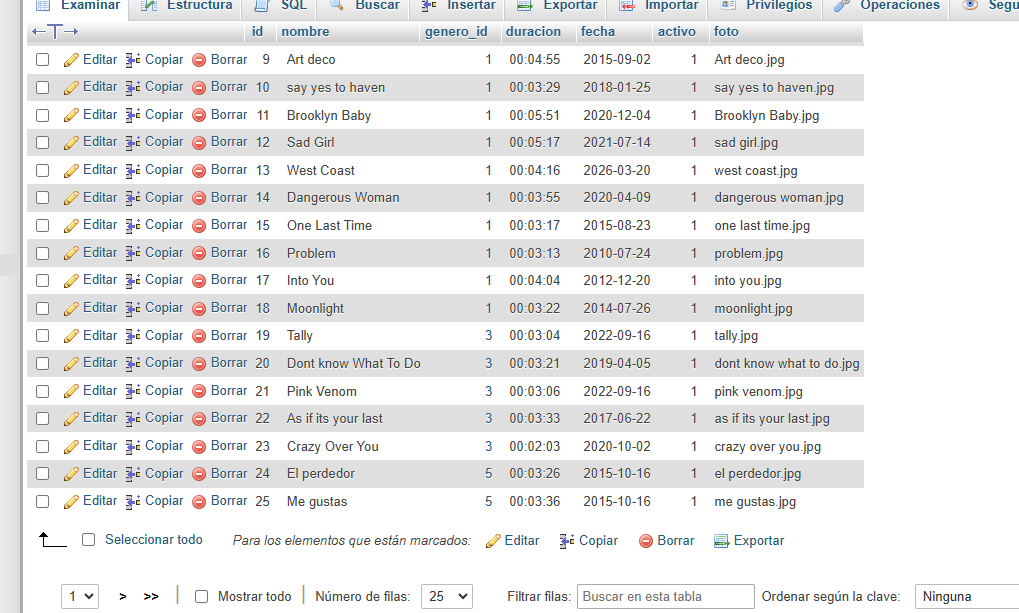 Examinar Estructura SQL Buscar Insertar Exportar Importar Privilegios Operaciones
←T→ id nombre genero_id duracion fecha activo foto
Editar Copiar Borrar 9 Art deco 1 00:04:55 2015-09-02 1 Art deco.jpg
Editar Copiar Borrar 10 say yes to haven 1 00:03:29 2018-01-25 1 say yes to haven.jpg
Editar Copiar Borrar 11 Brooklyn Baby 1 00:05:51 2020-12-04 1 Brooklyn Baby.jpg
Editar Copiar Borrar 12 Sad Girl 1 00:05:17 2021-07-14 1 sad girl.jpg
Editar Copiar Borrar 13 West Coast 1 00:04:16 2026-03-20 1 west coast.jpg
Editar Copiar Borrar 14 Dangerous Woman 1 00:03:55 2020-04-09 1 dangerous woman.jpg
Editar Copiar Borrar 15 One Last Time 1 00:03:17 2015-08-23 1 one last time.jpg
Editar Copiar Borrar 16 Problem 1 00:03:13 2010-07-24 1 problem.jpg
Editar Copiar Borrar 17 Into You 1 00:04:04 2012-12-20 1 into you.jpg
Editar Copiar Borrar 18 Moonlight 1 00:03:22 2014-07-26 1 moonlight.jpg
Editar Copiar Borrar 19 Tally 3 00:03:04 2022-09-16 1 tally.jpg
Editar Copiar Borrar 20 Dont know What To Do 3 00:03:21 2019-04-05 1 dont know what to do.jpg
Editar Copiar Borrar 21 Pink Venom 3 00:03:06 2022-09-16 1 pink venom.jpg
Editar Copiar Borrar 22 As if its your last 3 00:03:33 2017-06-22 1 as if its your last.jpg
Editar Copiar Borrar 23 Crazy Over You 3 00:02:03 2020-10-02 1 crazy over you.jpg
Editar Copiar Borrar 24 El perdedor 5 00:03:26 2015-10-16 1 el perdedor.jpg
Editar Copiar Borrar 25 Me gustas 5 00:03:36 2015-10-16 1 me gustas.jpg
Seleccionar todo Para los elementos que están marcados: Editar Copiar Borrar Exportar
1 > >> Mostrar todo Número de filas: 25 Filtrar filas: Buscar en esta tabla Ordenar según la clave: Ninguna